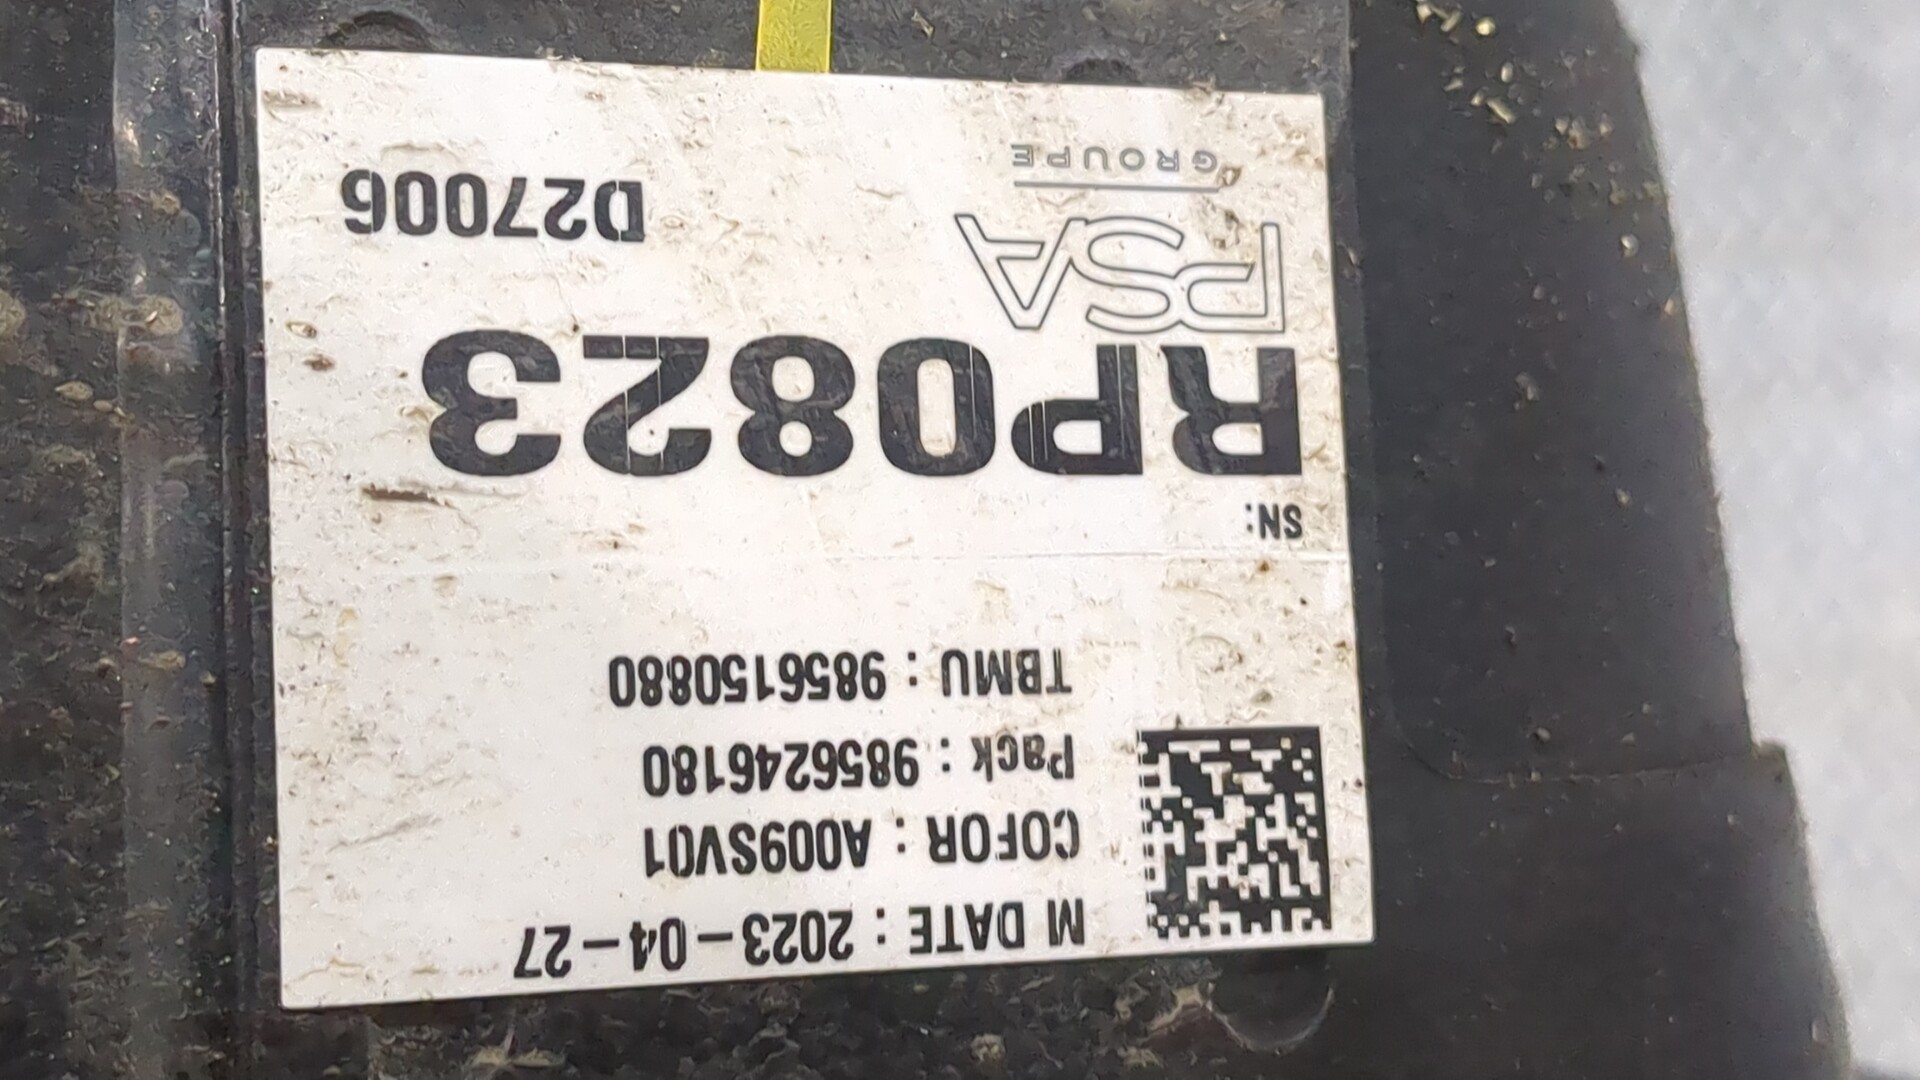 M DATE : 2023-04-27
COFOR : A009SV01
Pack : 9856246180
TBMU : 9856150880
SN:
RP0823
PSA
GROUPE
D27006